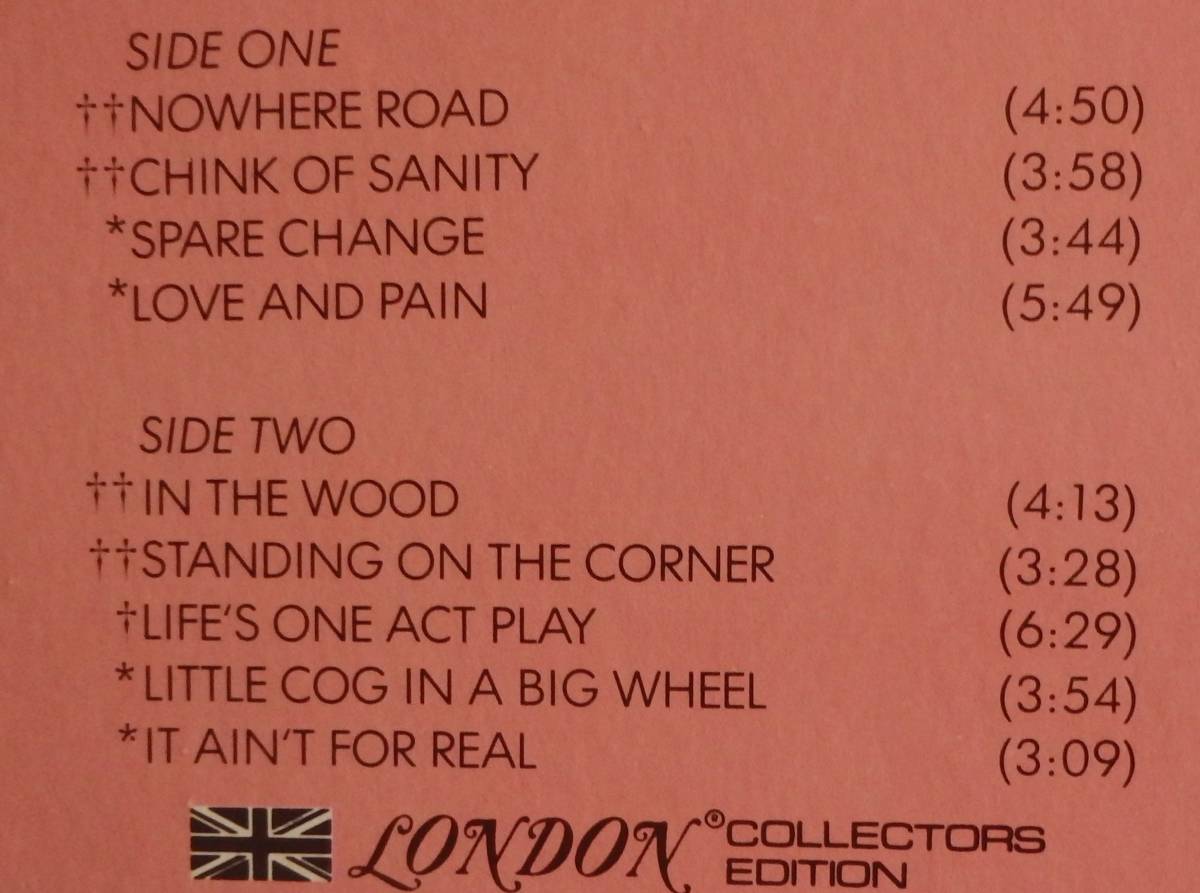 SIDE ONE
††NOWHERE ROAD (4:50)
††CHINK OF SANITY (3:58)
*SPARE CHANGE (3:44)
*LOVE AND PAIN (5:49)
SIDE TWO
††IN THE WOOD (4:13)
††STANDING ON THE CORNER (3:28)
†LIFE'S ONE ACT PLAY (6:29)
*LITTLE COG IN A BIG WHEEL (3:54)
*IT AIN'T FOR REAL (3:09)
LONDON® COLLECTORS
EDITION